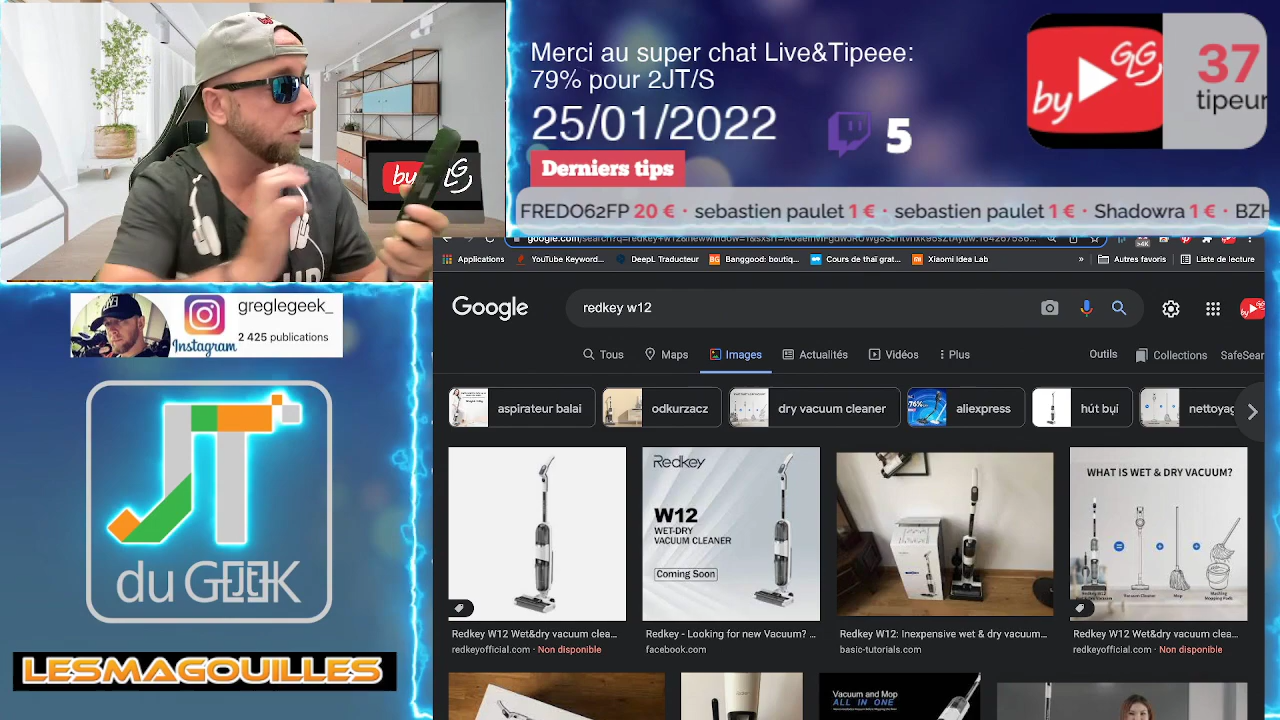 Merci au super chat Live&Tipeee:
79% pour 2JT/S
25/01/2022
5
by GLG
37
tipeur
Derniers tips
FREDO62FP 20 € · sebastien paulet 1 € · sebastien paulet 1 € · Shadowra 1 € · BZH
by LG
greglegeek_
2 425 publications
Instagram
JT
du GEEK
LESMAGOUILLES
Applications YouTube Keyword... DeepL Traducteur Banggood: boutiq... Cours de thaï grat... Xiaomi Idea Lab » Autres favoris Liste de lecture
Google
redkey w12
Tous Maps Images Actualités Vidéos Plus Outils Collections SafeSear
aspirateur balai odkurzacz dry vacuum cleaner aliexpress hút bụi nettoyag
Redkey
W12
WET-DRY
VACUUM CLEANER
Coming Soon
WHAT IS WET & DRY VACUUM?
Redkey W12 Wet&dry vacuum clea...
redkeyofficial.com · Non disponible
Redkey - Looking for new Vacuum? ...
facebook.com
Redkey W12: Inexpensive wet & dry vacuum...
basic-tutorials.com
Redkey W12 Wet&dry vacuum clea...
redkeyofficial.com · Non disponible
Vacuum and Mop
ALL IN ONE